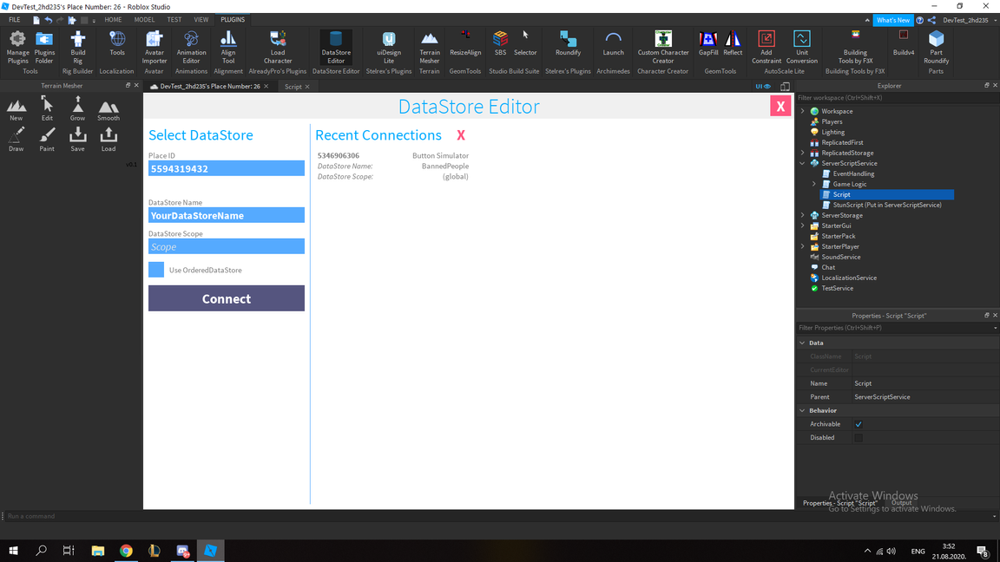 DevTest_2hd235's Place Number: 26 - Roblox Studio
FILE HOME MODEL TEST VIEW PLUGINS What's New DevTest_2hd235
Manage Plugins Plugins Folder Build Rig Tools Avatar Importer Animation Editor Align Tool Load Character DataStore Editor uiDesign Lite Terrain Mesher ResizeAlign SBS Selector Roundify Launch Custom Character Creator GapFill Reflect Add Constraint Unit Conversion Building Tools by F3X Buildv4 Part Roundify
Tools Rig Builder Localization Avatar Animations Alignment AlreadyPro's Plugins DataStore Editor Stelrex's Plugins GeomTools Studio Build Suite Stelrex's Plugins Archimedes Character Creator GeomTools AutoScale Lite Building Tools by F3X Parts
Terrain Mesher
New Edit Grow Smooth
Draw Paint Save Load
v0.1
DevTest_2hd235's Place Number: 26 Script UI
DataStore Editor X
Select DataStore
Place ID
5594319432
DataStore Name
YourDataStoreName
DataStore Scope
Scope
Use OrderedDataStore
Connect
Recent Connections X
5346906306 Button Simulator
DataStore Name: BannedPeople
DataStore Scope: (global)
Explorer
Filter workspace (Ctrl+Shift+X)
Workspace
Players
Lighting
ReplicatedFirst
ReplicatedStorage
ServerScriptService
EventHandling
Game Logic
Script
StunScript (Put in ServerScriptService)
ServerStorage
StarterGui
StarterPack
StarterPlayer
SoundService
Chat
LocalizationService
TestService
Properties - Script "Script"
Filter Properties (Ctrl+Shift+P)
Data
ClassName Script
CurrentEditor
Name Script
Parent ServerScriptService
Behavior
Archivable
Disabled
Activate Windows
Go to Settings to activate Windows.
Properties - Script "Script" Output
Run a command
ENG 3:52
21.08.2020.
8